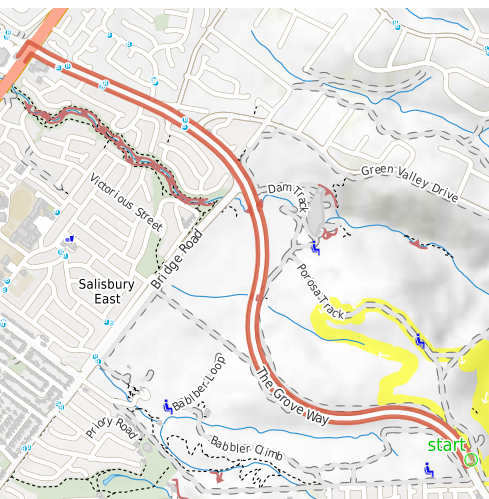 Green Valley Drive
Dam Track
Victorious Street
Bridge Road
Porosa Track
Salisbury
East
Babbler Loop
The Grove Way
Priory Road
Babbler Climb
start